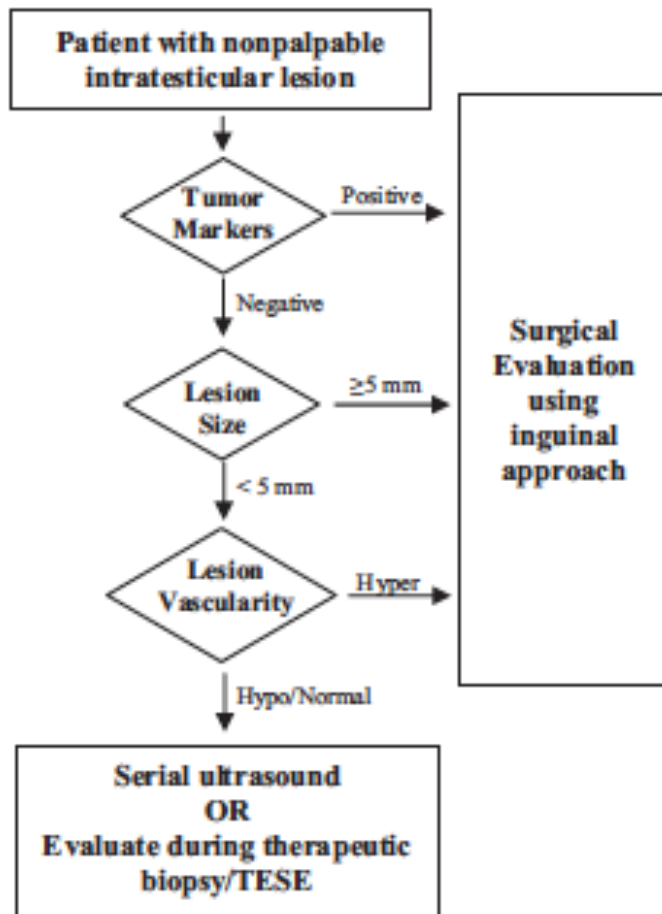 Patient with nonpalpable
intratesticular lesion
Tumor
Markers
Positive
Negative
Lesion
Size
≥5 mm
< 5 mm
Lesion
Vascularity
Hyper
Hypo/Normal
Surgical
Evaluation
using
inguinal
approach
Serial ultrasound
OR
Evaluate during therapeutic
biopsy/TESE